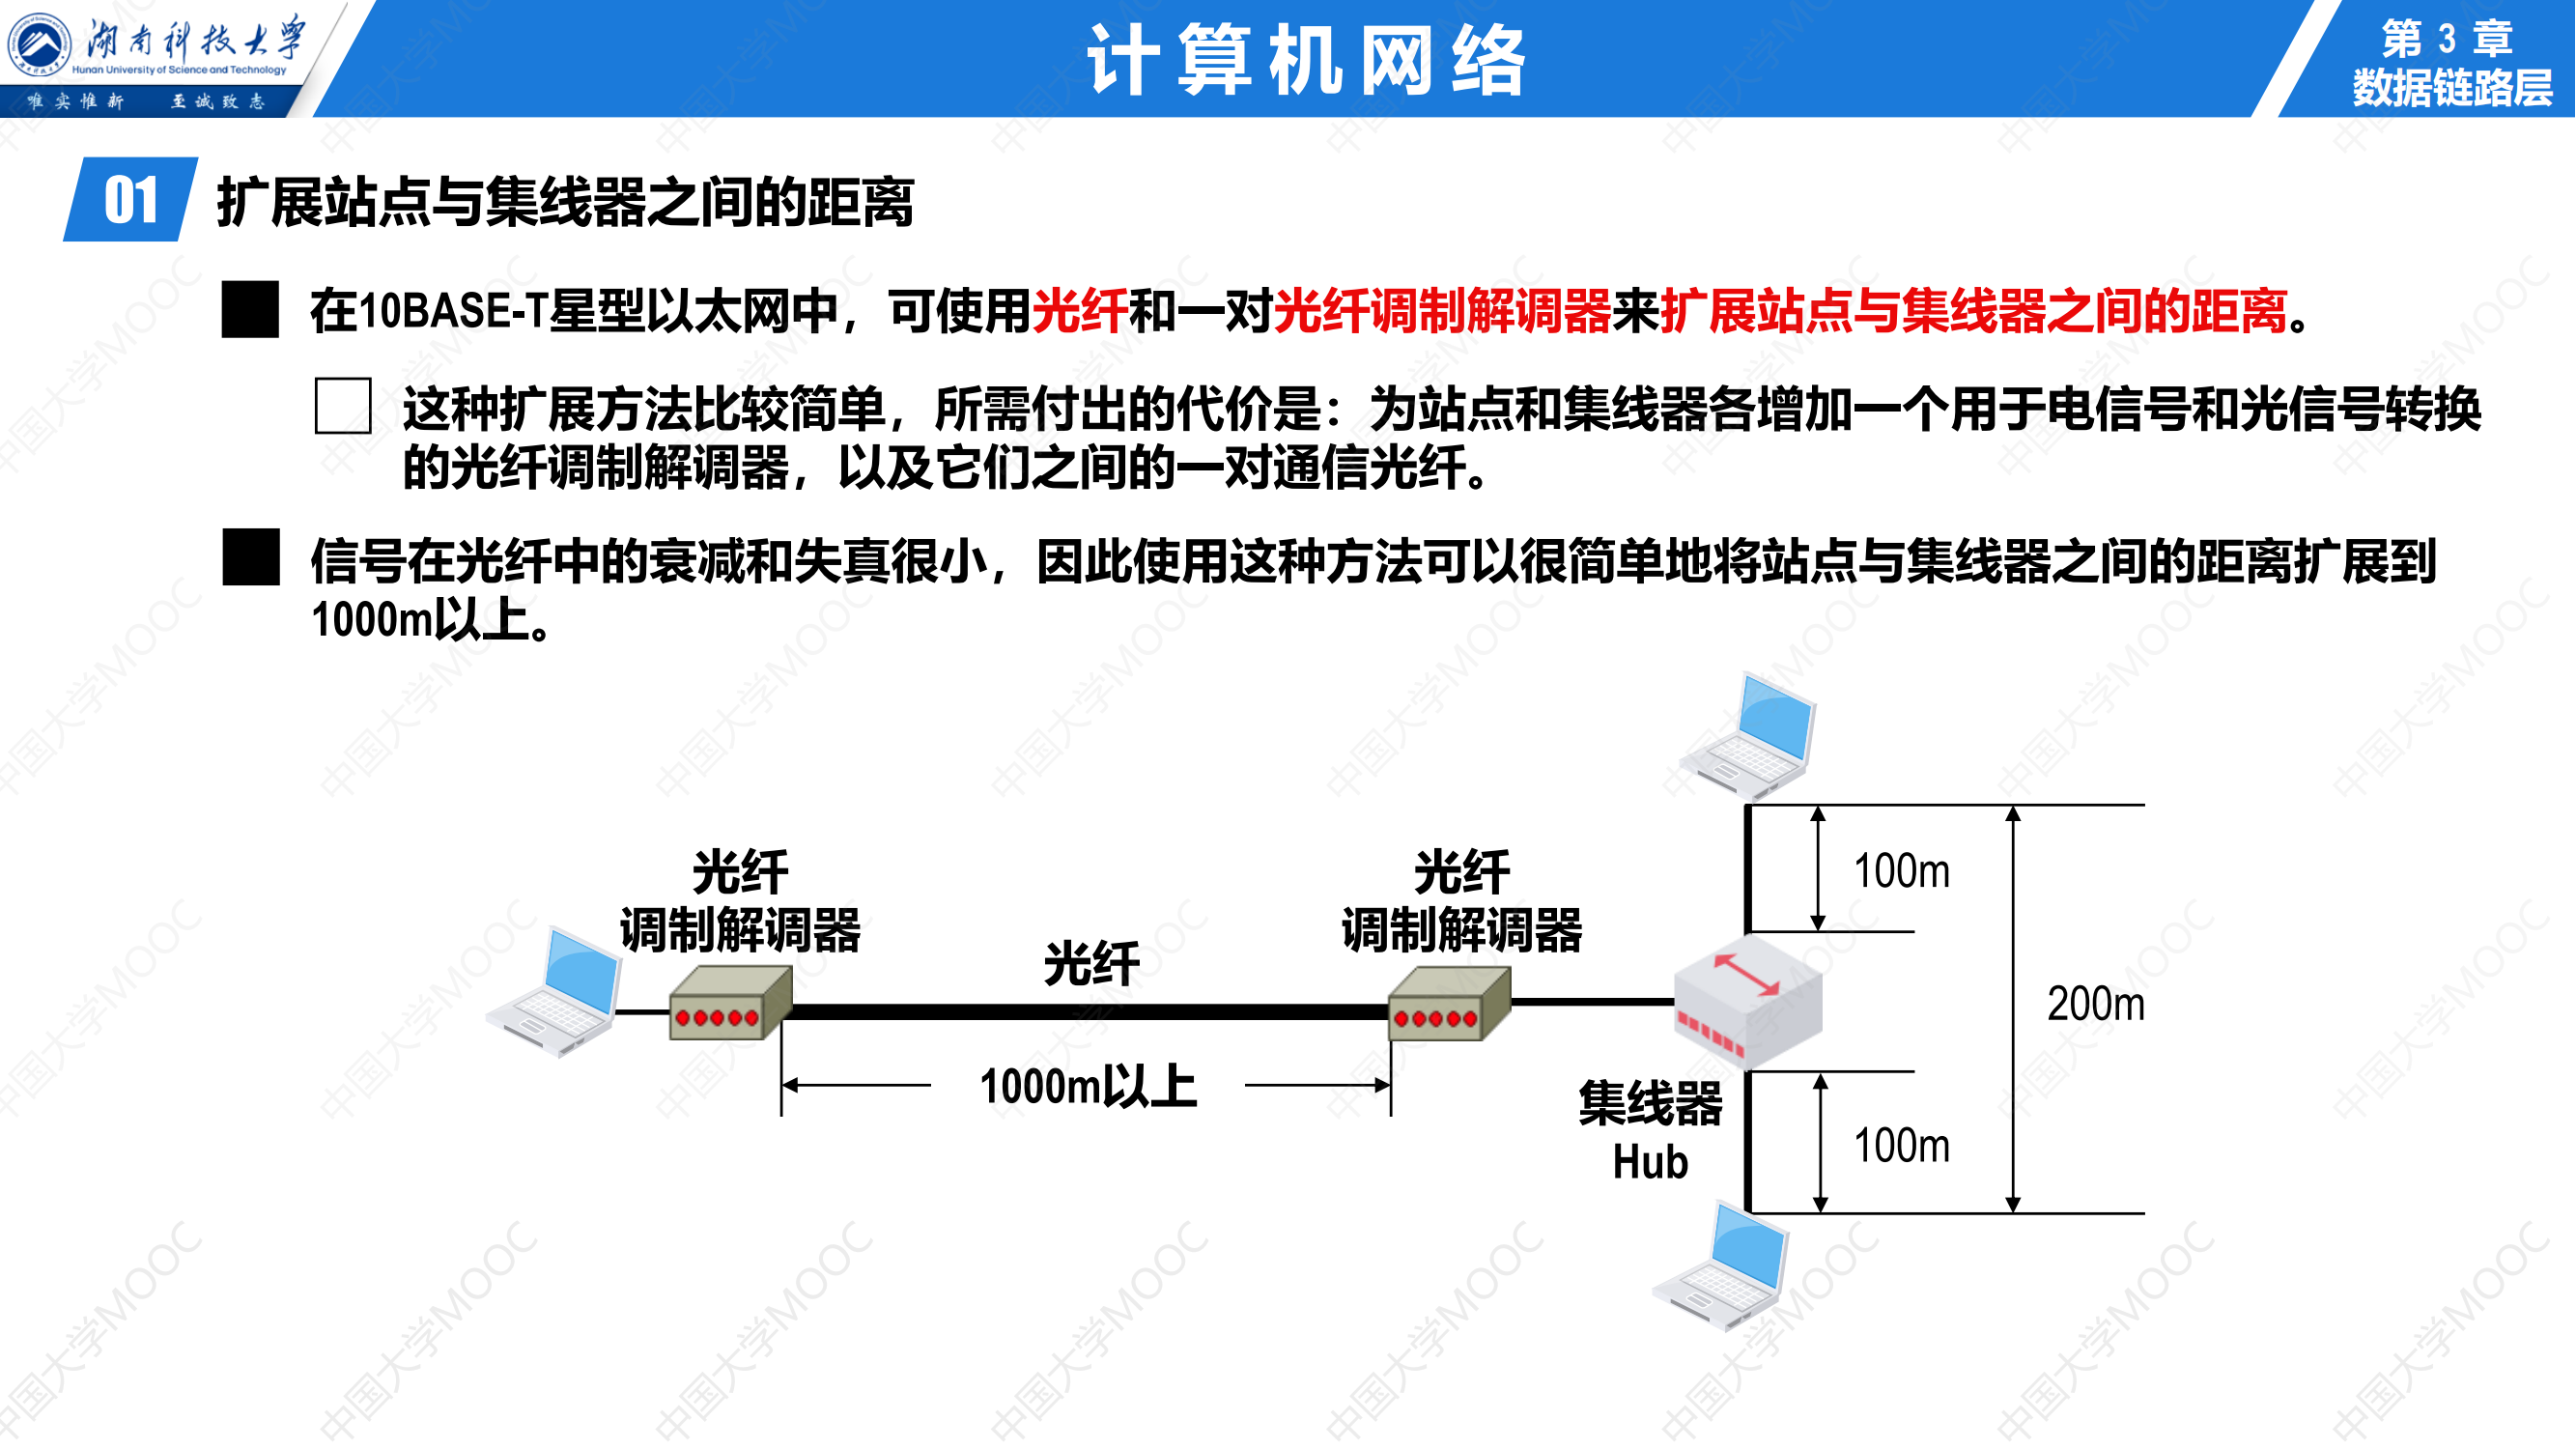 湖南科技大学
Hunan University of Science and Technology
唯实惟新 至诚致志
计算机网络
第 3 章
数据链路层
01 扩展站点与集线器之间的距离
在10BASE-T星型以太网中，可使用光纤和一对光纤调制解调器来扩展站点与集线器之间的距离。
这种扩展方法比较简单，所需付出的代价是：为站点和集线器各增加一个用于电信号和光信号转换
的光纤调制解调器，以及它们之间的一对通信光纤。
信号在光纤中的衰减和失真很小，因此使用这种方法可以很简单地将站点与集线器之间的距离扩展到
1000m以上。
光纤
调制解调器
光纤
光纤
调制解调器
1000m以上
集线器
Hub
100m
200m
100m
中国大学MOOC